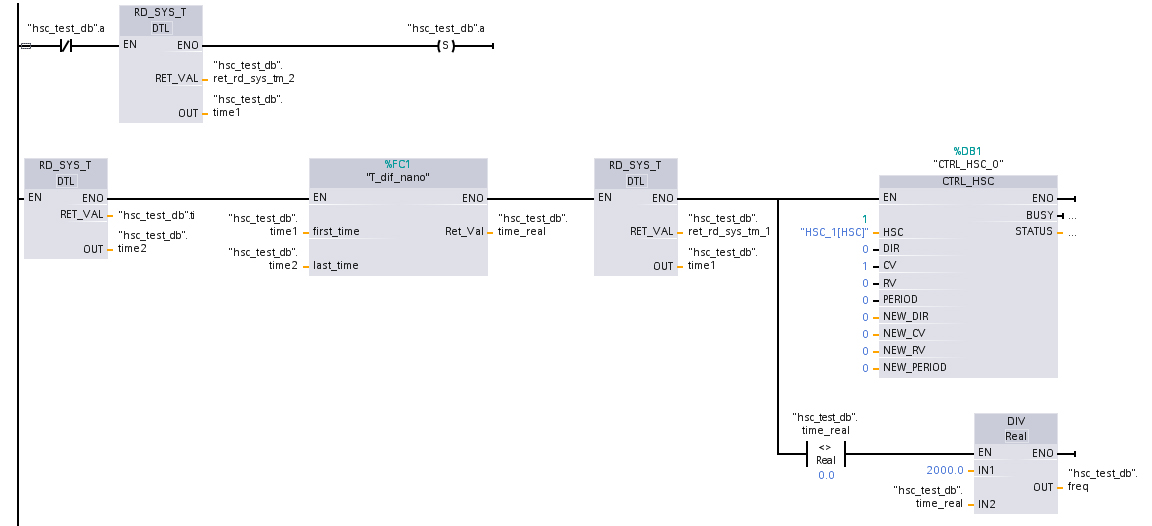 RD_SYS_T
DTL
"hsc_test_db".a
EN
ENO
"hsc_test_db".a
S
RET_VAL
"hsc_test_db".
ret_rd_sys_tm_2
OUT
"hsc_test_db".
time1
RD_SYS_T
DTL
EN
ENO
RET_VAL
"hsc_test_db".ti
OUT
"hsc_test_db".
time2
%FC1
"T_dif_nano"
EN
ENO
"hsc_test_db".
time1
first_time
Ret_Val
"hsc_test_db".
time_real
"hsc_test_db".
time2
last_time
RD_SYS_T
DTL
EN
ENO
RET_VAL
"hsc_test_db".
ret_rd_sys_tm_1
OUT
"hsc_test_db".
time1
%DB1
"CTRL_HSC_0"
CTRL_HSC
EN
ENO
BUSY
...
STATUS
...
1
"HSC_1[HSC]"
HSC
0
DIR
1
CV
0
RV
0
PERIOD
0
NEW_DIR
0
NEW_CV
0
NEW_RV
0
NEW_PERIOD
"hsc_test_db".
time_real
<>
Real
0.0
DIV
Real
EN
ENO
2000.0
IN1
OUT
"hsc_test_db".
freq
"hsc_test_db".
time_real
IN2